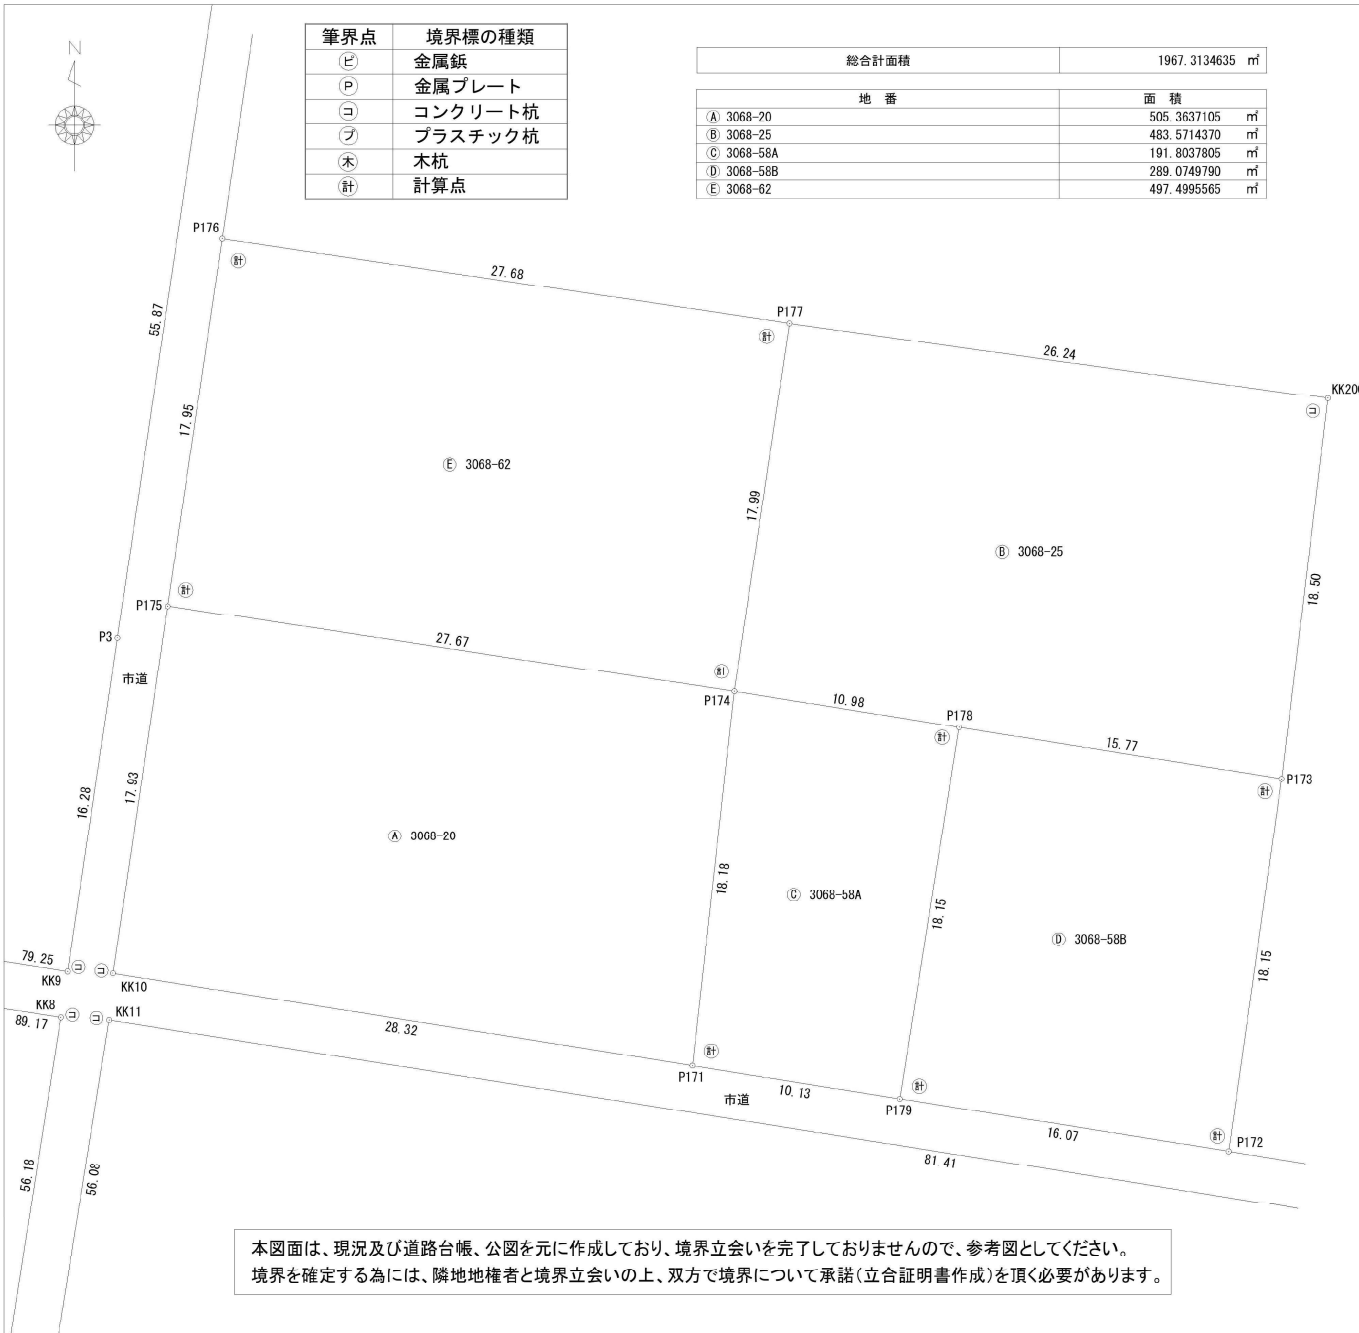 N
筆界点 境界標の種類
ピ 金属鋲
P 金属プレート
コ コンクリート杭
プ プラスチック杭
木 木杭
計 計算点
総合計面積 1967.3134635 ㎡
地 番 面 積
Ⓐ 3068-20 505.3637105 ㎡
Ⓑ 3068-25 483.5714370 ㎡
Ⓒ 3068-58A 191.8037805 ㎡
Ⓓ 3068-58B 289.0749790 ㎡
Ⓔ 3068-62 497.4995565 ㎡
P176
計
27.68
P177
計
26.24
KK200
コ
55.87
17.95
Ⓔ 3068-62
17.99
Ⓑ 3068-25
18.50
計
P175
P3
市道
27.67
計
P174
10.98
P178
計
15.77
P173
計
16.28
17.93
Ⓐ 3068-20
18.18
Ⓒ 3068-58A
18.15
Ⓓ 3068-58B
18.15
79.25
コ
コ
KK9
KK10
KK8
コ
コ
KK11
89.17
28.32
計
P171
10.13
市道
計
P179
16.07
計
P172
81.41
56.18
56.08
本図面は、現況及び道路台帳、公図を元に作成しており、境界立会いを完了しておりませんので、参考図としてください。
境界を確定する為には、隣地地権者と境界立会いの上、双方で境界について承諾(立合証明書作成)を頂く必要があります。